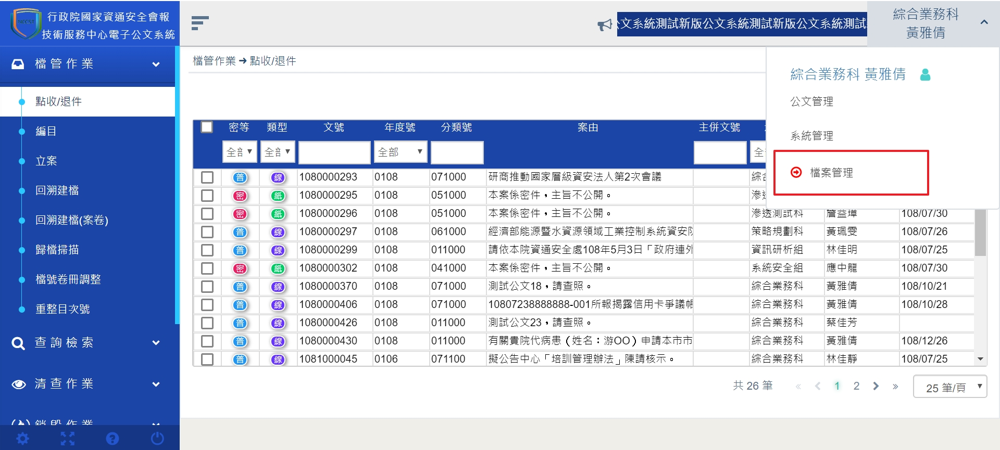 行政院國家資通安全會報
技術服務中心電子公文系統
公文系統測試新版公文系統測試新版公文系統測試
綜合業務科
黃雅倩
檔管作業
點收/退件
編目
立案
回溯建檔
回溯建檔(案卷)
歸檔掃描
檔號卷冊調整
重整目次號
查詢檢索
清查作業
銷毀作業
檔管作業 ➜ 點收/退件
綜合業務科 黃雅倩
公文管理
系統管理
檔案管理
密等 類型 文號 年度號 分類號 案由 主併文號
全部 全部 全部 全
普 線 1080000293 0108 071000 研商推動國家層級資安法人第2次會議 綜
密 紙 1080000295 0108 051000 本案係密件，主旨不公開。 滲
密 紙 1080000296 0108 051000 本案係密件，主旨不公開。 滲透測試科 詹益璋 108/07/30
普 線 1080000297 0108 061000 經濟部能源暨水資源領域工業控制系統資安防 策略規劃科 黃珮雯 108/07/26
普 線 1080000299 0108 011000 請依本院資通安全處108年5月3日「政府連外 資訊研析組 林佳明 108/07/25
密 紙 1080000302 0108 041000 本案係密件，主旨不公開。 系統安全組 應中龍 108/07/30
普 線 1080000370 0108 071000 測試公文18，請查照。 綜合業務科 黃雅倩 108/10/21
普 線 1080000406 0108 071000 10807238888888-001所報揭露信用卡爭議帳 綜合業務科 黃雅倩 108/10/28
普 線 1080000426 0108 011000 測試公文23，請查照。 綜合業務科 蔡佳芳
普 線 1080000430 0108 011000 有關貴院代病患（姓名：游OO）申請本市市 綜合業務科 黃雅倩 108/12/26
普 線 1081000045 0106 071100 擬公告中心「培訓管理辦法」陳請核示。 綜合業務科 林佳靜 108/07/25
共 26 筆 « 1 2 » 25 筆/頁